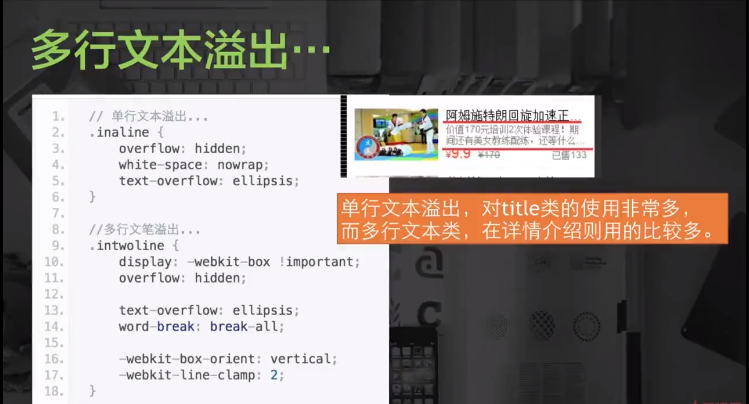 多行文本溢出…
1. // 单行文本溢出...
2. .inaline {
3. overflow: hidden;
4. white-space: nowrap;
5. text-overflow: ellipsis;
6. }
7.
8. //多行文笔溢出...
9. .intwoline {
10. display: -webkit-box !important;
11. overflow: hidden;
12.
13. text-overflow: ellipsis;
14. word-break: break-all;
15.
16. -webkit-box-orient: vertical;
17. -webkit-line-clamp: 2;
18. }
阿姆施特朗回旋加速正...
价值170元培训2次体验课程！期
间还有美女教练配练，还等什么...
¥9.9 ¥170 已售133
单行文本溢出，对title类的使用非常多，
而多行文本类，在详情介绍则用的比较多。